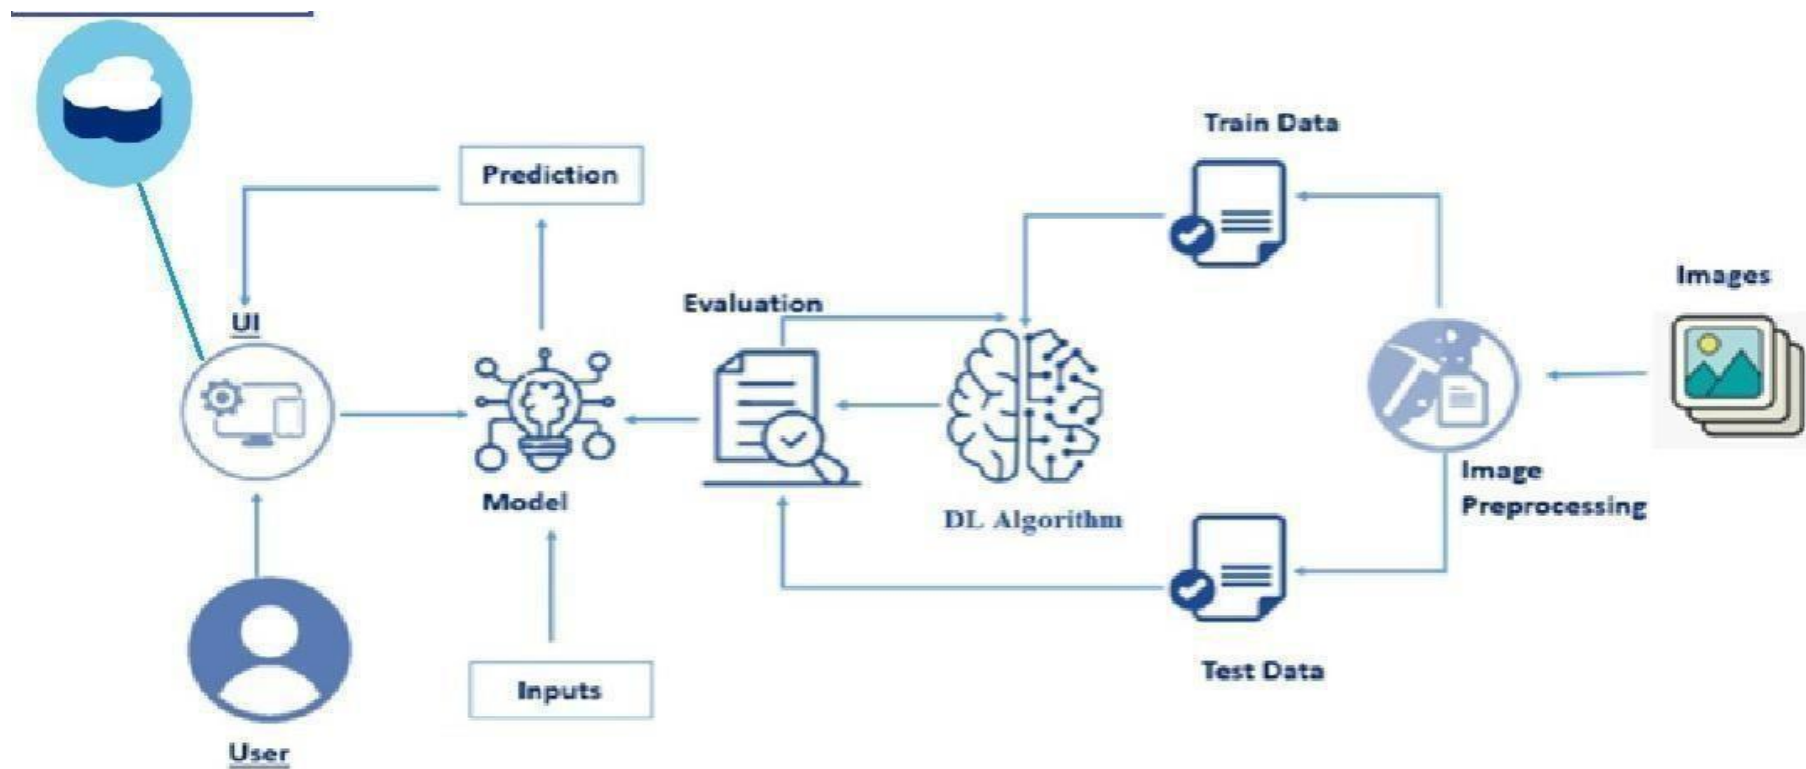 Train Data
Prediction
Images
Evaluation
UI
Image
Preprocessing
Model
DL Algorithm
Test Data
Inputs
User